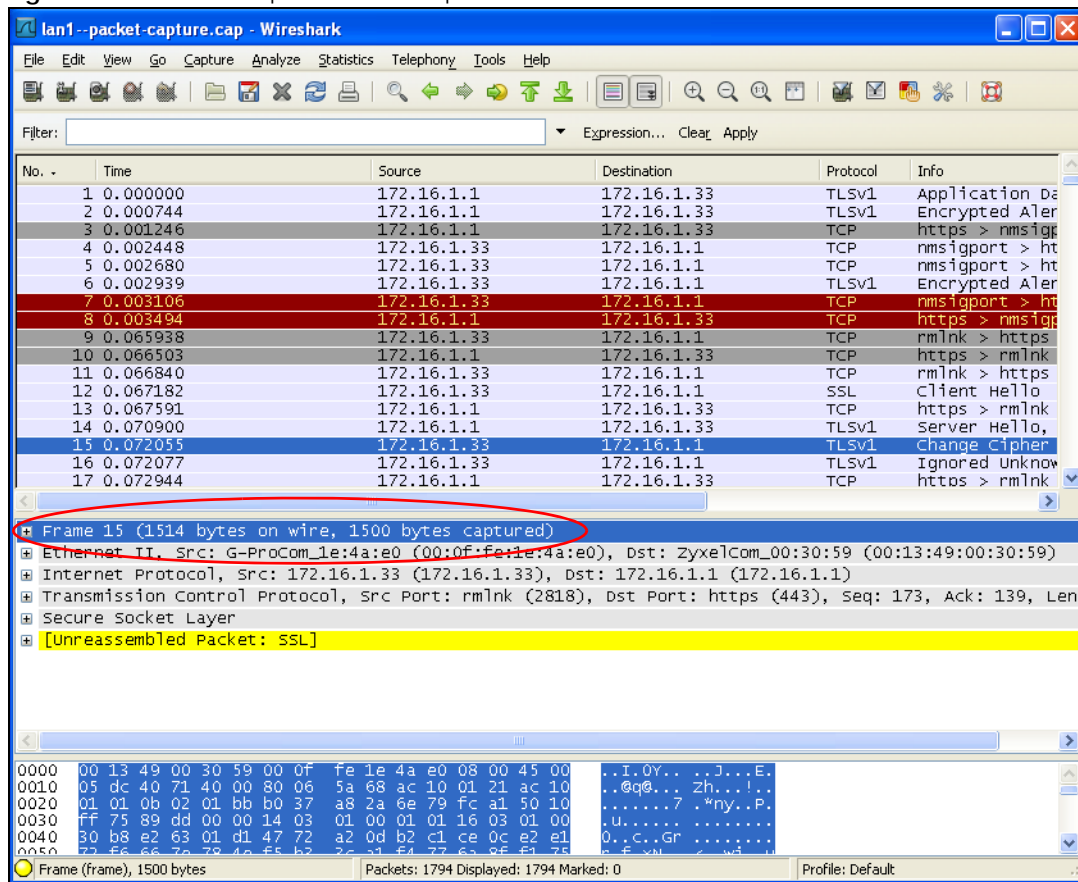 lan1--packet-capture.cap - Wireshark
File Edit View Go Capture Analyze Statistics Telephony Tools Help
Filter: Expression... Clear Apply
No. Time Source Destination Protocol Info
1 0.000000 172.16.1.1 172.16.1.33 TLSv1 Application Da
2 0.000744 172.16.1.1 172.16.1.33 TLSv1 Encrypted Aler
3 0.001246 172.16.1.1 172.16.1.33 TCP https > nmsigp
4 0.002448 172.16.1.33 172.16.1.1 TCP nmsigport > ht
5 0.002680 172.16.1.33 172.16.1.1 TCP nmsigport > ht
6 0.002939 172.16.1.33 172.16.1.1 TLSv1 Encrypted Aler
7 0.003106 172.16.1.33 172.16.1.1 TCP nmsigport > ht
8 0.003494 172.16.1.1 172.16.1.33 TCP https > nmsigp
9 0.065938 172.16.1.33 172.16.1.1 TCP rmlnk > https
10 0.066503 172.16.1.1 172.16.1.33 TCP https > rmlnk
11 0.066840 172.16.1.33 172.16.1.1 TCP rmlnk > https
12 0.067182 172.16.1.33 172.16.1.1 SSL Client Hello
13 0.067591 172.16.1.1 172.16.1.33 TCP https > rmlnk
14 0.070900 172.16.1.1 172.16.1.33 TLSv1 Server Hello,
15 0.072055 172.16.1.33 172.16.1.1 TLSv1 Change Cipher
16 0.072077 172.16.1.33 172.16.1.1 TLSv1 Ignored Unknow
17 0.072944 172.16.1.1 172.16.1.33 TCP https > rmlnk
Frame 15 (1514 bytes on wire, 1500 bytes captured)
Ethernet II, Src: G-ProCom_1e:4a:e0 (00:0f:fe:1e:4a:e0), Dst: ZyxelCom_00:30:59 (00:13:49:00:30:59)
Internet Protocol, Src: 172.16.1.33 (172.16.1.33), Dst: 172.16.1.1 (172.16.1.1)
Transmission Control Protocol, Src Port: rmlnk (2818), Dst Port: https (443), Seq: 173, Ack: 139, Len
Secure Socket Layer
[Unreassembled Packet: SSL]
0000 00 13 49 00 30 59 00 0f fe 1e 4a e0 08 00 45 00 ..I.0Y.. ..J...E.
0010 05 dc 40 71 40 00 80 06 5a 68 ac 10 01 21 ac 10 ..@q@... Zh...!..
0020 01 01 0b 02 01 bb b0 37 a8 2a 6e 79 fc a1 50 10 .......7 .*ny..P.
0030 ff 75 89 dd 00 00 14 03 01 00 01 01 16 03 01 00 .u...... ........
0040 30 b8 e2 63 01 d1 47 72 a2 0d b2 c1 ce 0c e2 e1 0..c..Gr ........
Frame (frame), 1500 bytes Packets: 1794 Displayed: 1794 Marked: 0 Profile: Default